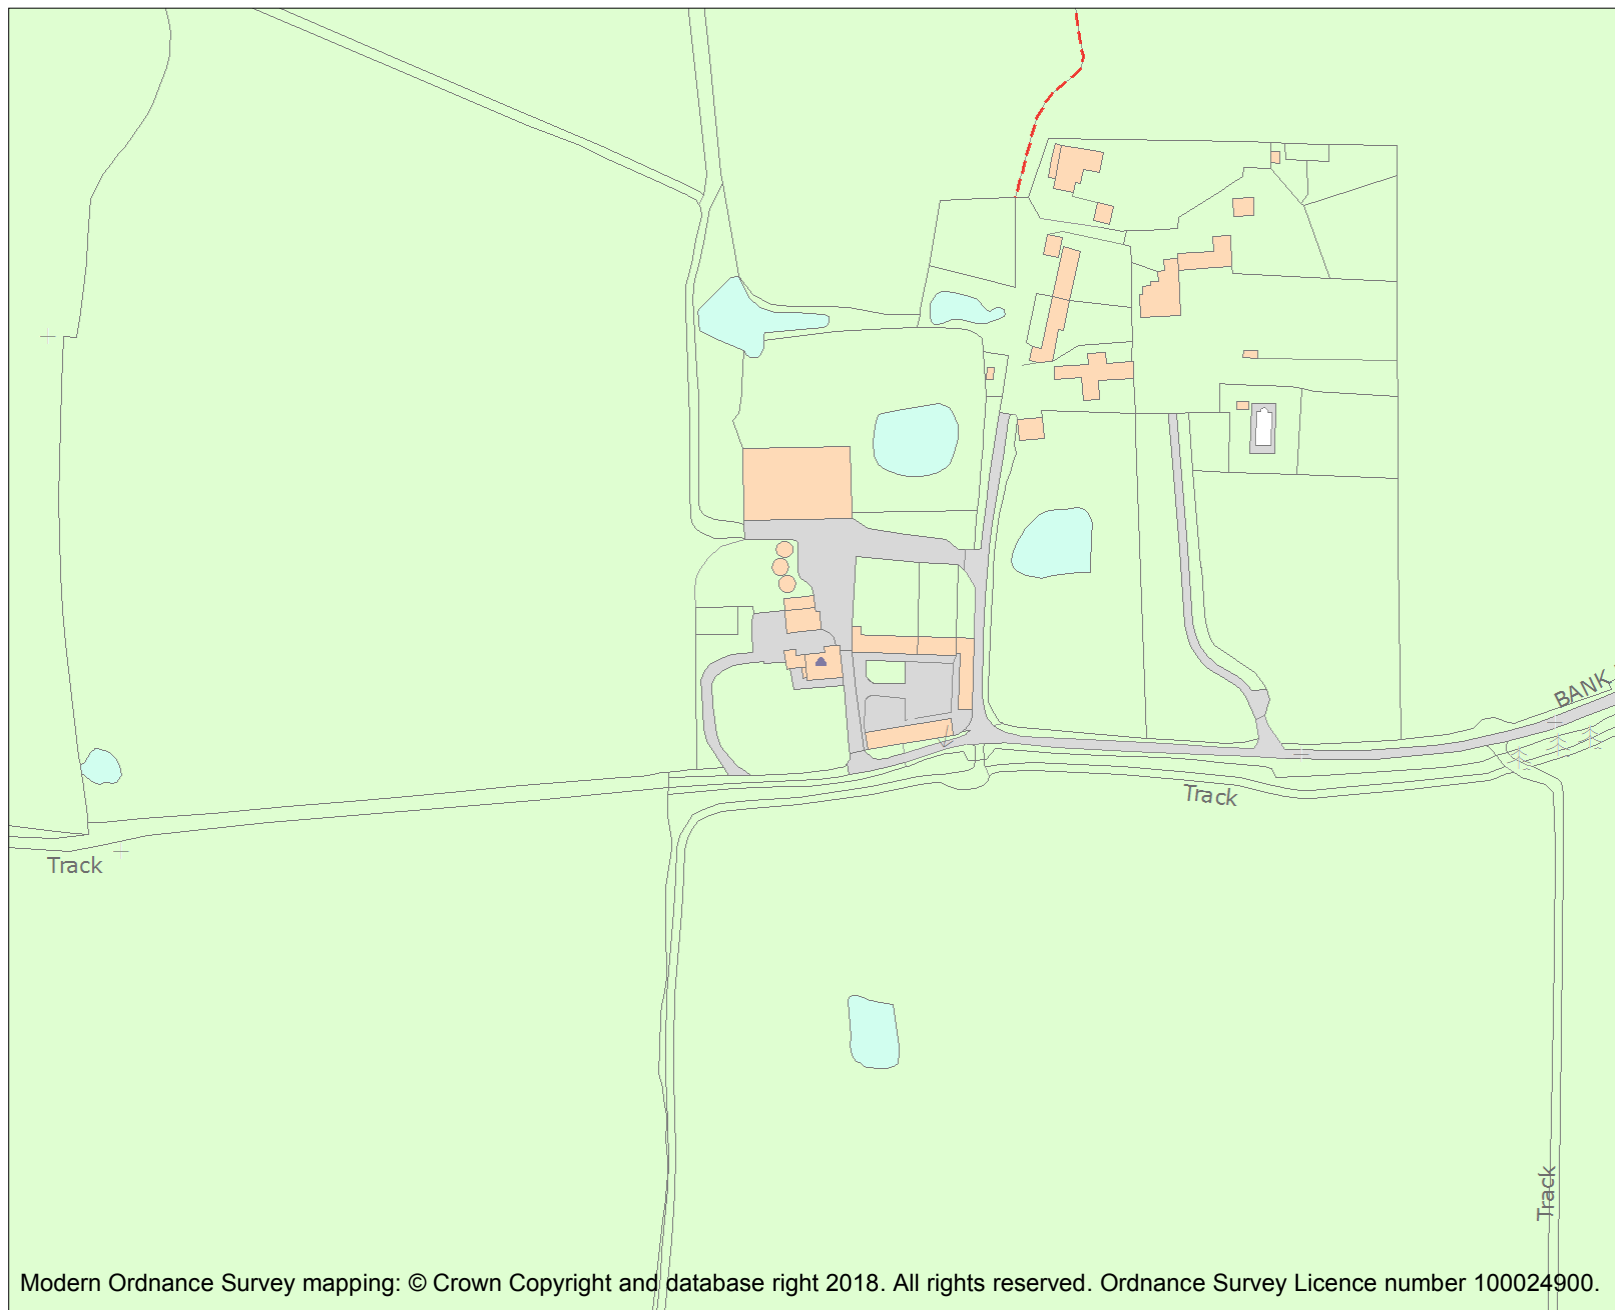 BANK
Track
Track
Track
Modern Ordnance Survey mapping: © Crown Copyright and database right 2018. All rights reserved. Ordnance Survey Licence number 100024900.